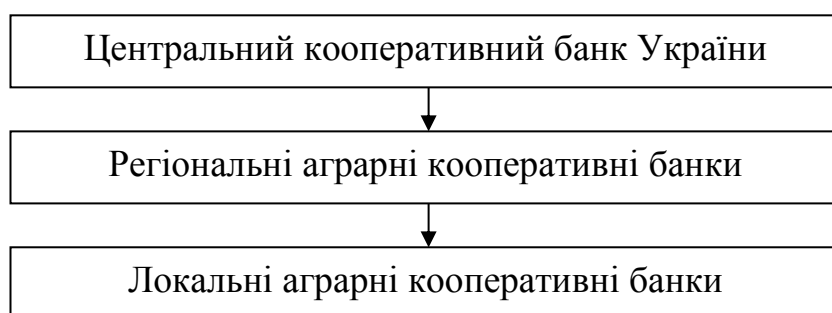 Центральний кооперативний банк України
Регіональні аграрні кооперативні банки
Локальні аграрні кооперативні банки